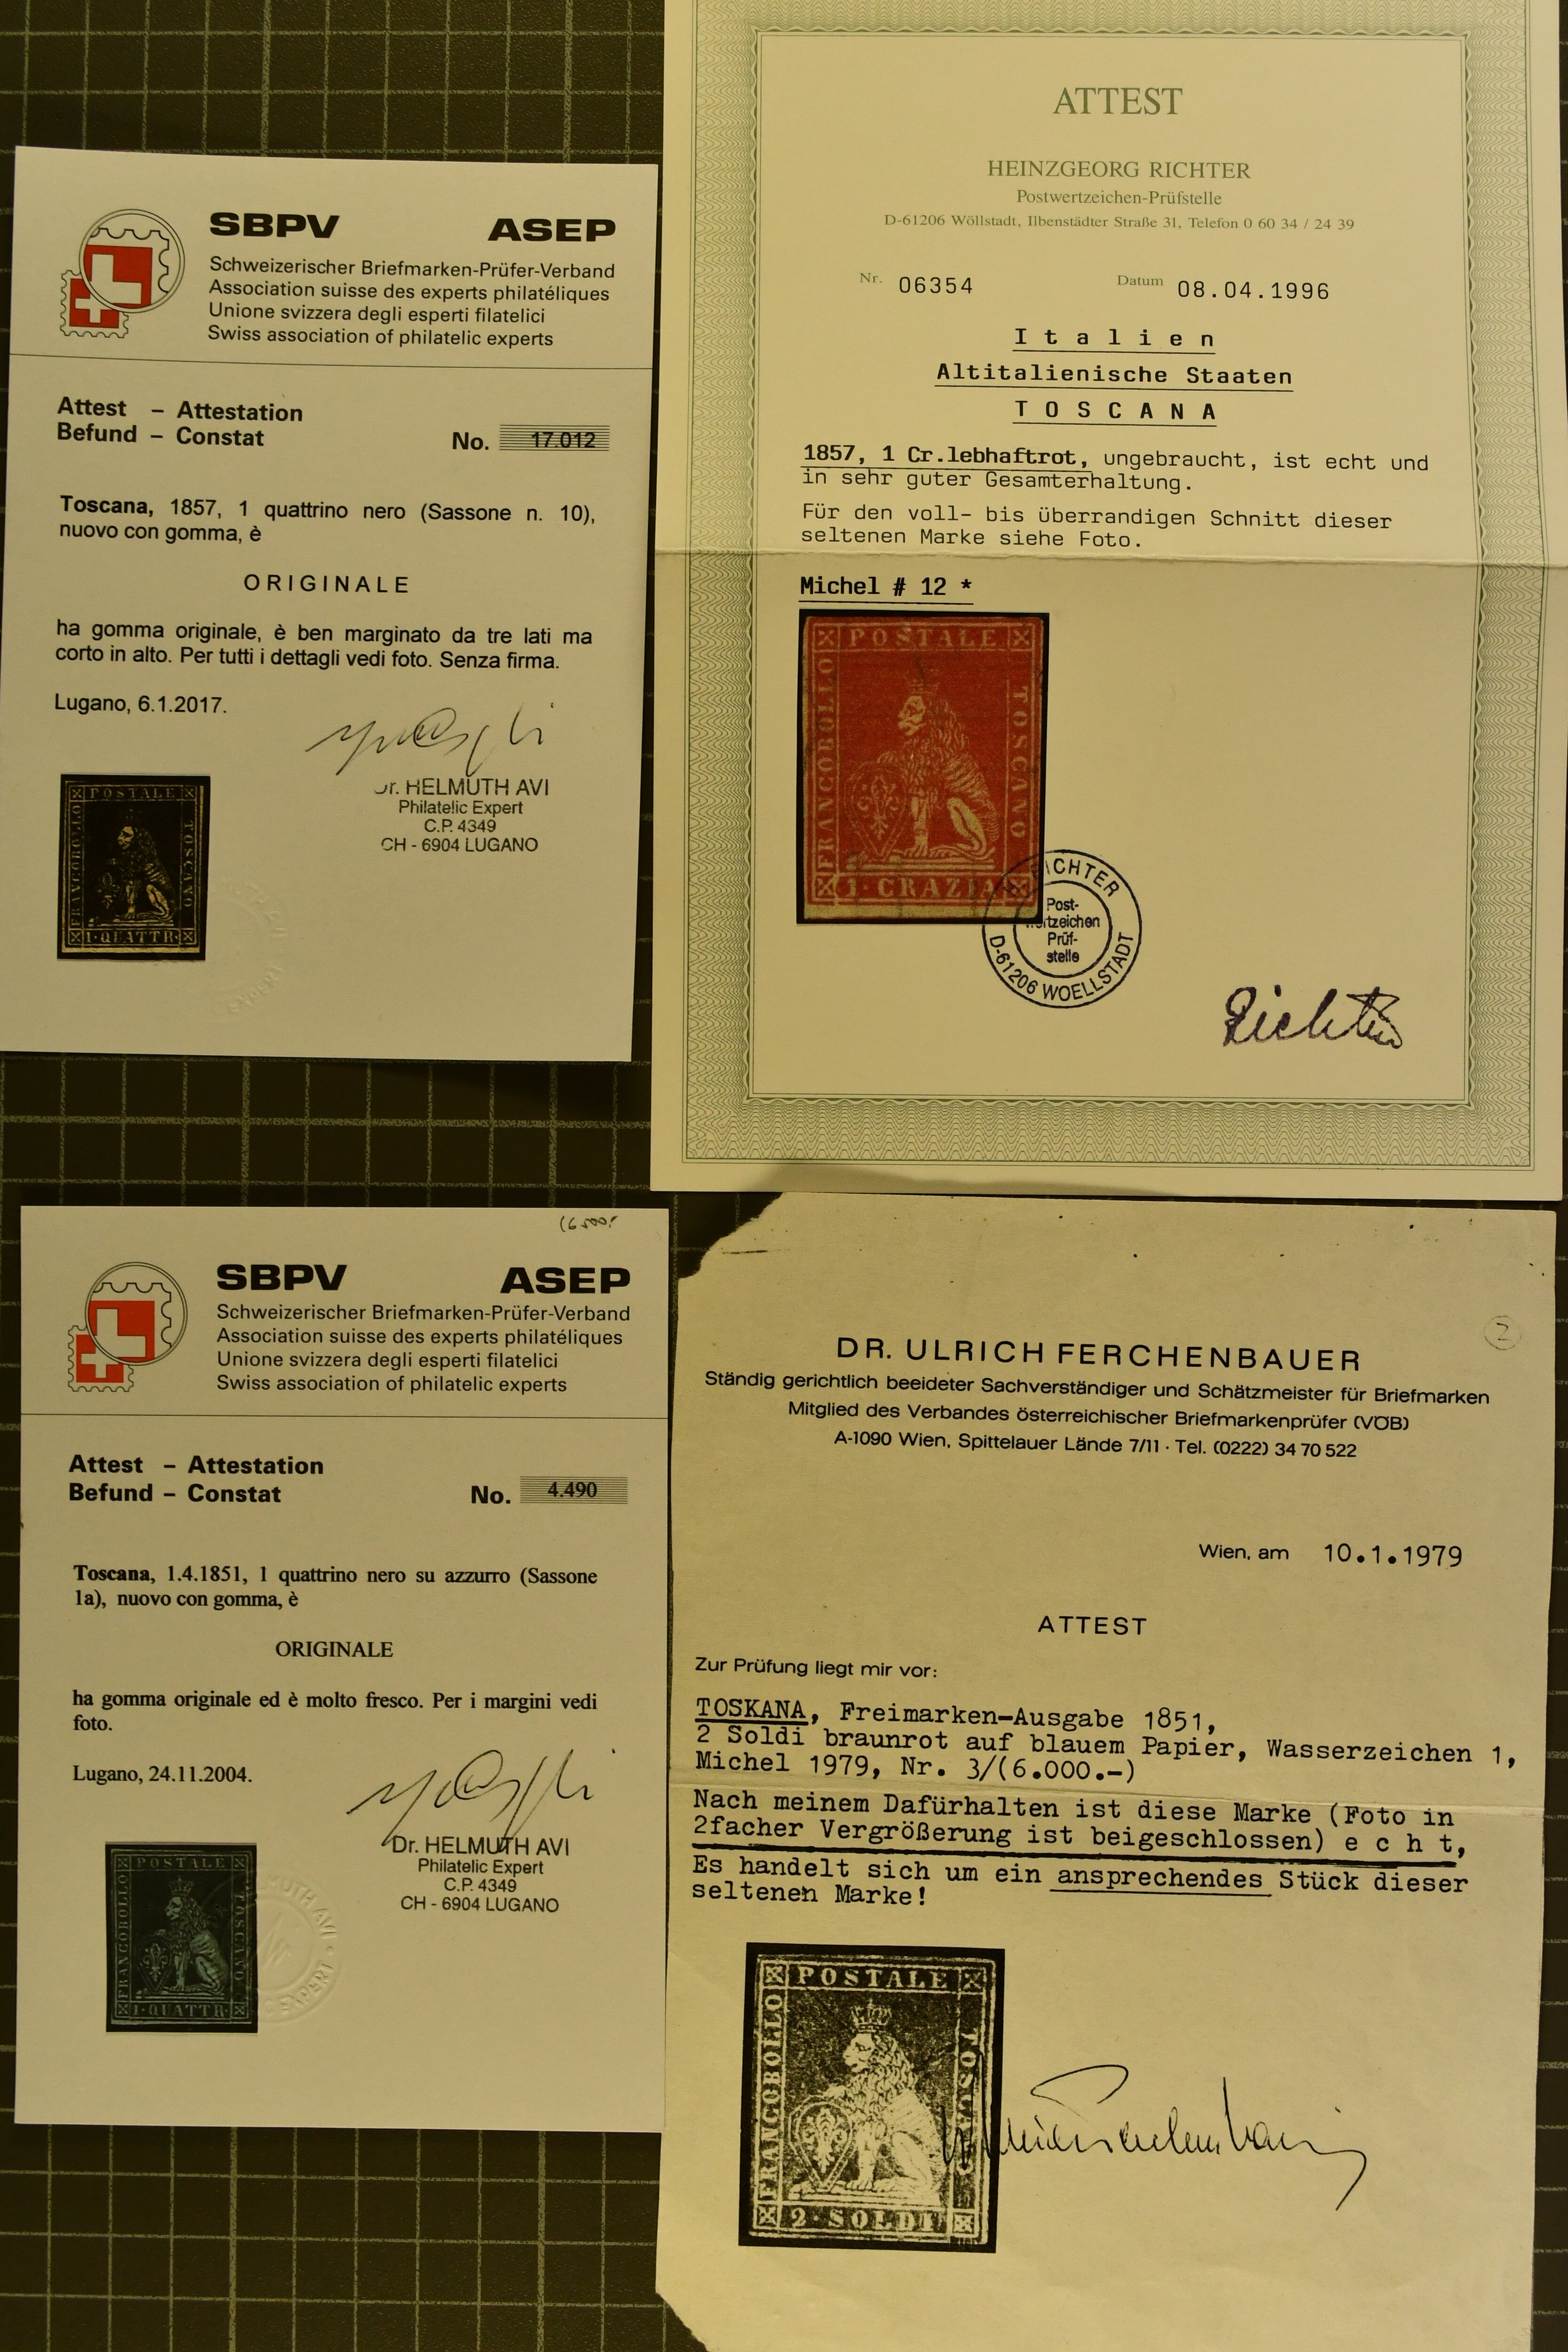 SBPV ASEP
Schweizerischer Briefmarken-Prüfer-Verband
Association suisse des experts philatéliques
Unione svizzera degli esperti filatelici
Swiss association of philatelic experts
Attest – Attestation
Befund – Constat No. 17.012
Toscana, 1857, 1 quattrino nero (Sassone n. 10),
nuovo con gomma, è
ORIGINALE
ha gomma originale, è ben marginato da tre lati ma
corto in alto. Per tutti i dettagli vedi foto. Senza firma.
Lugano, 6.1.2017.
Dr. HELMUTH AVI
Philatelic Expert
C.P. 4349
CH - 6904 LUGANO
POSTALE
FRANCOBOLLO
TOSCANO
1·QUATTR·
ATTEST
HEINZGEORG RICHTER
Postwertzeichen-Prüfstelle
D-61206 Wöllstadt, Ilbenstädter Straße 31, Telefon 0 60 34 / 24 39
Nr. 06354 Datum 08.04.1996
Italien
Altitalienische Staaten
TOSCANA
1857, 1 Cr.lebhaftrot, ungebraucht, ist echt und
in sehr guter Gesamterhaltung.
Für den voll- bis überrandigen Schnitt dieser
seltenen Marke siehe Foto.
Michel # 12 *
POSTALE
FRANCOBOLLO
TOSCANO
1·CRAZIA
RICHTER
Post-
wertzeichen
Prüf-
stelle
D-61206 WOELLSTADT
Richter
SBPV ASEP
Schweizerischer Briefmarken-Prüfer-Verband
Association suisse des experts philatéliques
Unione svizzera degli esperti filatelici
Swiss association of philatelic experts
Attest – Attestation
Befund – Constat No. 4.490
Toscana, 1.4.1851, 1 quattrino nero su azzurro (Sassone
1a), nuovo con gomma, è
ORIGINALE
ha gomma originale ed è molto fresco. Per i margini vedi
foto.
Lugano, 24.11.2004.
Dr. HELMUTH AVI
Philatelic Expert
C.P. 4349
CH - 6904 LUGANO
POSTALE
FRANCOBOLLO
TOSCANO
1·QUATTR·
2
DR. ULRICH FERCHENBAUER
Ständig gerichtlich beeideter Sachverständiger und Schätzmeister für Briefmarken
Mitglied des Verbandes österreichischer Briefmarkenprüfer (VÖB)
A-1090 Wien, Spittelauer Lände 7/11 · Tel. (0222) 34 70 522
Wien, am 10.1.1979
ATTEST
Zur Prüfung liegt mir vor:
TOSKANA, Freimarken-Ausgabe 1851,
2 Soldi braunrot auf blauem Papier, Wasserzeichen 1,
Michel 1979, Nr. 3/(6.000.-)
Nach meinem Dafürhalten ist diese Marke (Foto in
2facher Vergrößerung ist beigeschlossen) e c h t,
Es handelt sich um ein ansprechendes Stück dieser
seltenen Marke!
POSTALE
FRANCOBOLLO
2·SOLDI